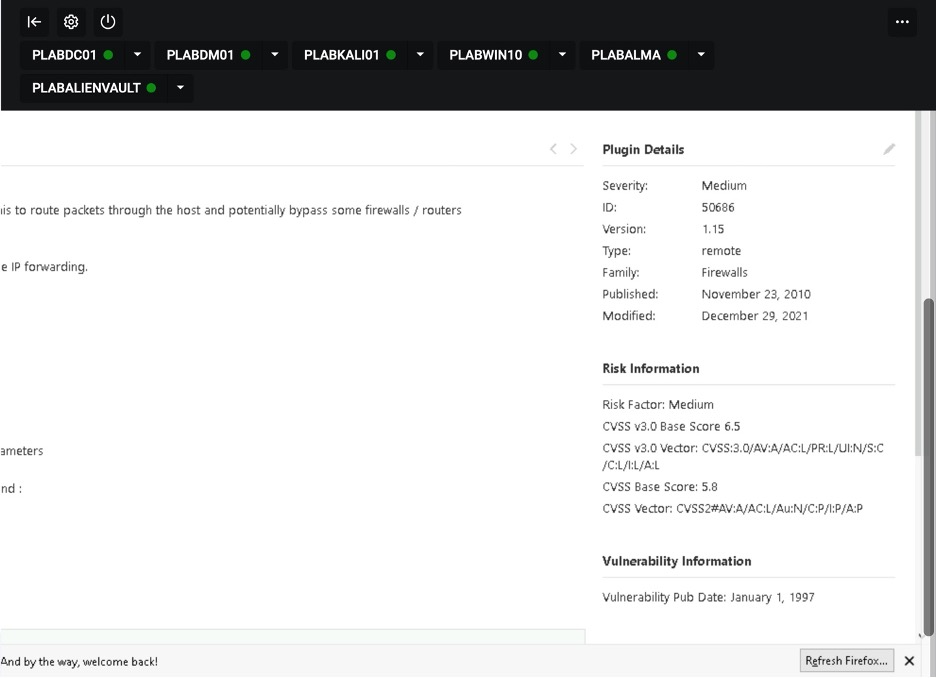 PLABDC01
PLABDM01
PLABKALI01
PLABWIN10
PLABALMA
PLABALIENVAULT
his to route packets through the host and potentially bypass some firewalls / routers
e IP forwarding.
ameters
nd :
Plugin Details
Severity: Medium
ID: 50686
Version: 1.15
Type: remote
Family: Firewalls
Published: November 23, 2010
Modified: December 29, 2021
Risk Information
Risk Factor: Medium
CVSS v3.0 Base Score 6.5
CVSS v3.0 Vector: CVSS:3.0/AV:A/AC:L/PR:L/UI:N/S:C
/C:L/I:L/A:L
CVSS Base Score: 5.8
CVSS Vector: CVSS2#AV:A/AC:L/Au:N/C:P/I:P/A:P
Vulnerability Information
Vulnerability Pub Date: January 1, 1997
And by the way, welcome back!
Refresh Firefox...